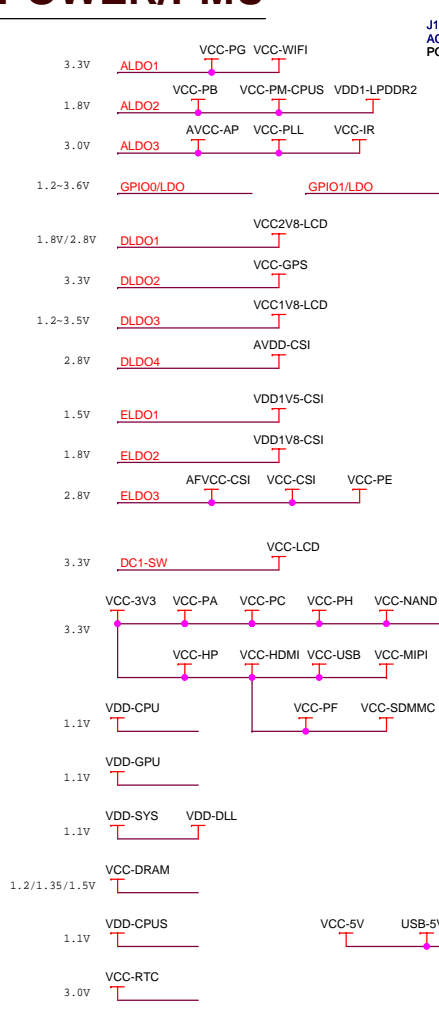 J1
VCC-PG VCC-WIFI
3.3V ALDO1
VCC-PB VCC-PM-CPUS VDD1-LPDDR2
1.8V ALDO2
AVCC-AP VCC-PLL VCC-IR
3.0V ALDO3
1.2~3.6V GPIO0/LDO GPIO1/LDO
VCC2V8-LCD
1.8V/2.8V DLDO1
VCC-GPS
3.3V DLDO2
VCC1V8-LCD
1.2~3.5V DLDO3
AVDD-CSI
2.8V DLDO4
VDD1V5-CSI
1.5V ELDO1
VDD1V8-CSI
1.8V ELDO2
AFVCC-CSI VCC-CSI VCC-PE
2.8V ELDO3
VCC-LCD
3.3V DC1-SW
VCC-3V3 VCC-PA VCC-PC VCC-PH VCC-NAND
3.3V
VCC-HP VCC-HDMI VCC-USB VCC-MIPI
VDD-CPU VCC-PF VCC-SDMMC
1.1V
VDD-GPU
1.1V
VDD-SYS VDD-DLL
1.1V
VCC-DRAM
1.2/1.35/1.5V
VDD-CPUS VCC-5V USB-5V
1.1V
VCC-RTC
3.0V